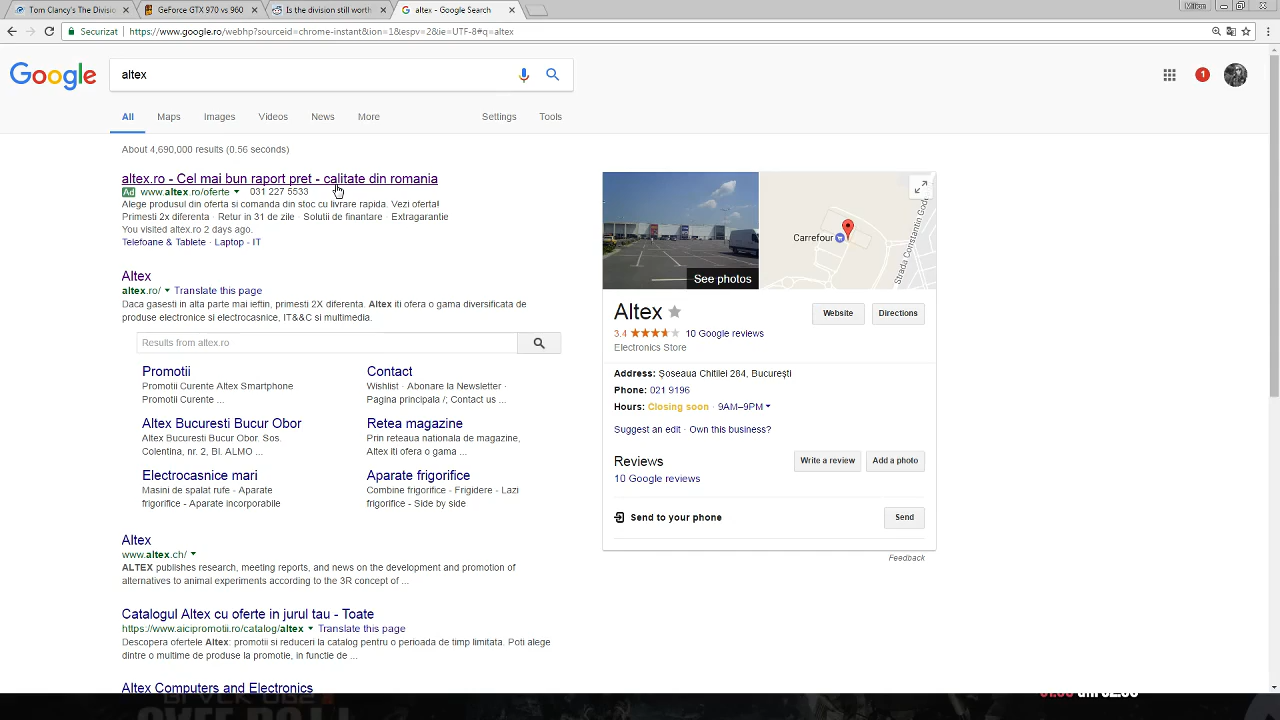 Tom Clancy's The Divisi
GeForce GTX 970 vs 960
Is the division still worth
altex - Google Search
Securizat
https://www.google.ro/webhp?sourceid=chrome-instant&ion=1&espv=2&ie=UTF-8#q=altex
Google
altex
1
All
Maps
Images
Videos
News
More
Settings
Tools
About 4,690,000 results (0.56 seconds)
altex.ro - Cel mai bun raport pret - calitate din romania
Ad www.altex.ro/oferte 031 227 5533
Alege produsul din oferta si comanda din stoc cu livrare rapida. Vezi oferta!
Primesti 2x diferenta · Retur in 31 de zile · Solutii de finantare · Extragarantie
You visited altex.ro 2 days ago.
Telefoane & Tablete · Laptop - IT
Altex
altex.ro/ Translate this page
Daca gasesti in alta parte mai ieftin, primesti 2X diferenta. Altex iti ofera o gama diversificata de
produse electronice si electrocasnice, IT&C si multimedia.
Results from altex.ro
Promotii
Promotii Curente Altex Smartphone
Promotii Curente ...
Contact
Wishlist · Abonare la Newsletter ·
Pagina principala /; Contact us ...
Altex Bucuresti Bucur Obor
Altex Bucuresti Bucur Obor. Sos.
Colentina, nr. 2, Bl. ALMO ...
Retea magazine
Prin reteaua nationala de magazine,
Altex iti ofera o gama ...
Electrocasnice mari
Masini de spalat rufe - Aparate
frigorifice - Aparate Incorporabile
Aparate frigorifice
Combine frigorifice - Frigidere - Lazi
frigorifice - Side by side
Altex
www.altex.ch/
ALTEX publishes research, meeting reports, and news on the development and promotion of
alternatives to animal experiments according to the 3R concept of ...
Catalogul Altex cu oferte in jurul tau - Toate
https://www.aicipromotii.ro/catalog/altex Translate this page
Descopera ofertele Altex: promotii si reduceri la catalog pentru o perioada de timp limitata. Poti alege
dintre o multime de produse la promotie, in functie de ...
Altex Computers and Electronics
See photos
Carrefour
Strada Constantin God
Altex
Website
Directions
3.4 10 Google reviews
Electronics Store
Address: Șoseaua Chitilei 284, București
Phone: 021 9196
Hours: Closing soon · 9AM–9PM
Suggest an edit · Own this business?
Reviews
Write a review
Add a photo
10 Google reviews
Send to your phone
Send
Feedback